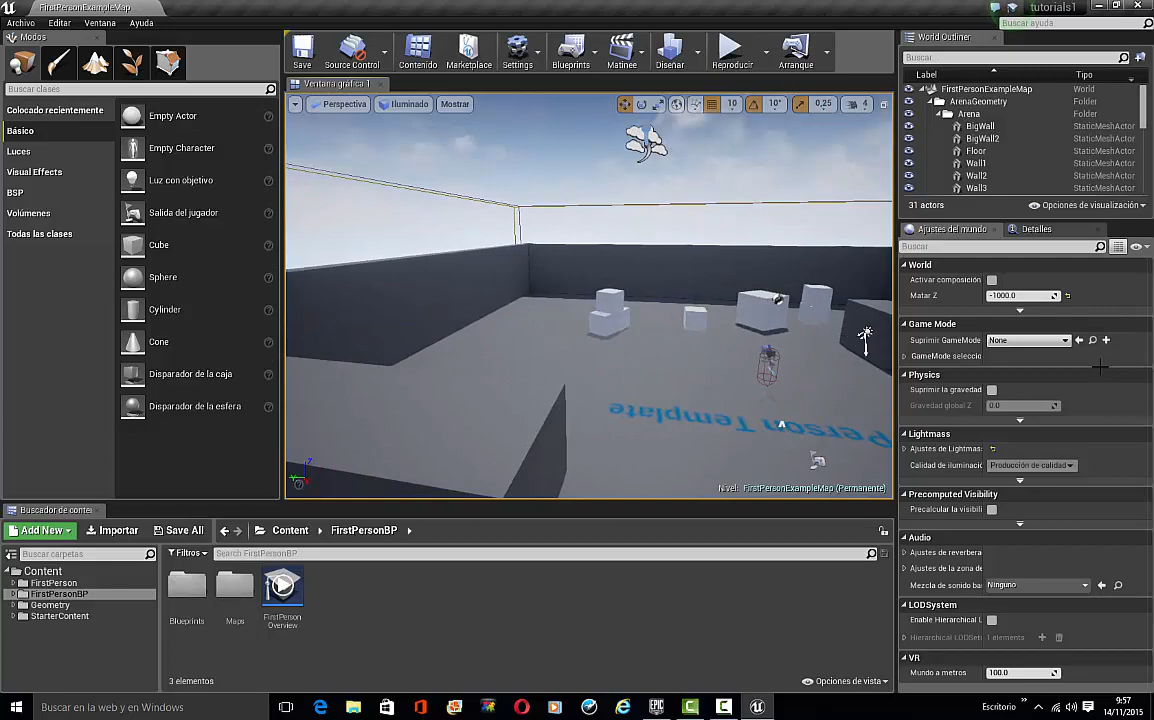 FirstPersonExampleMap
tutorials1
Archivo Editar Ventana Ayuda
Buscar ayuda
Modos
Buscar clases
Colocado recientemente
Básico
Luces
Visual Effects
BSP
Volúmenes
Todas las clases
Empty Actor
Empty Character
Luz con objetivo
Salida del jugador
Cube
Sphere
Cylinder
Cone
Disparador de la caja
Disparador de la esfera
Save
Source Control
Contenido
Marketplace
Settings
Blueprints
Matinee
Diseñar
Reproducir
Arranque
Ventana gráfica 1
Perspectiva Iluminado Mostrar
10 10° 0,25 4
Person Template
Nivel: FirstPersonExampleMap (Permanente)
World Outliner
Buscar...
Label Tipo
FirstPersonExampleMap World
ArenaGeometry Folder
Arena Folder
BigWall StaticMeshActor
BigWall2 StaticMeshActor
Floor StaticMeshActor
Wall1 StaticMeshActor
Wall2 StaticMeshActor
Wall3 StaticMeshActor
31 actors
Opciones de visualización
Ajustes del mundo Detalles
Buscar
World
Activar composición
Matar Z -1000.0
Game Mode
Suprimir GameMode None
GameMode seleccio
Physics
Suprimir la gravedad
Gravedad global Z 0.0
Lightmass
Ajustes de Lightmas
Calidad de iluminaci Producción de calidad
Precomputed Visibility
Precalcular la visibili
Audio
Ajustes de reverbera
Ajustes de la zona de
Mezcla de sonido ba Ninguno
LODSystem
Enable Hierarchical L
Hierarchical LODSet 1 elements
VR
Mundo a metros 100.0
Buscador de conte
Add New Importar Save All Content FirstPersonBP
Buscar carpetas
Filtros Search FirstPersonBP
Content
FirstPerson
FirstPersonBP
Geometry
StarterContent
Blueprints
Maps
FirstPerson
Overview
3 elementos
Opciones de vista
Buscar en la web y en Windows
Escritorio
9:57
14/11/2015